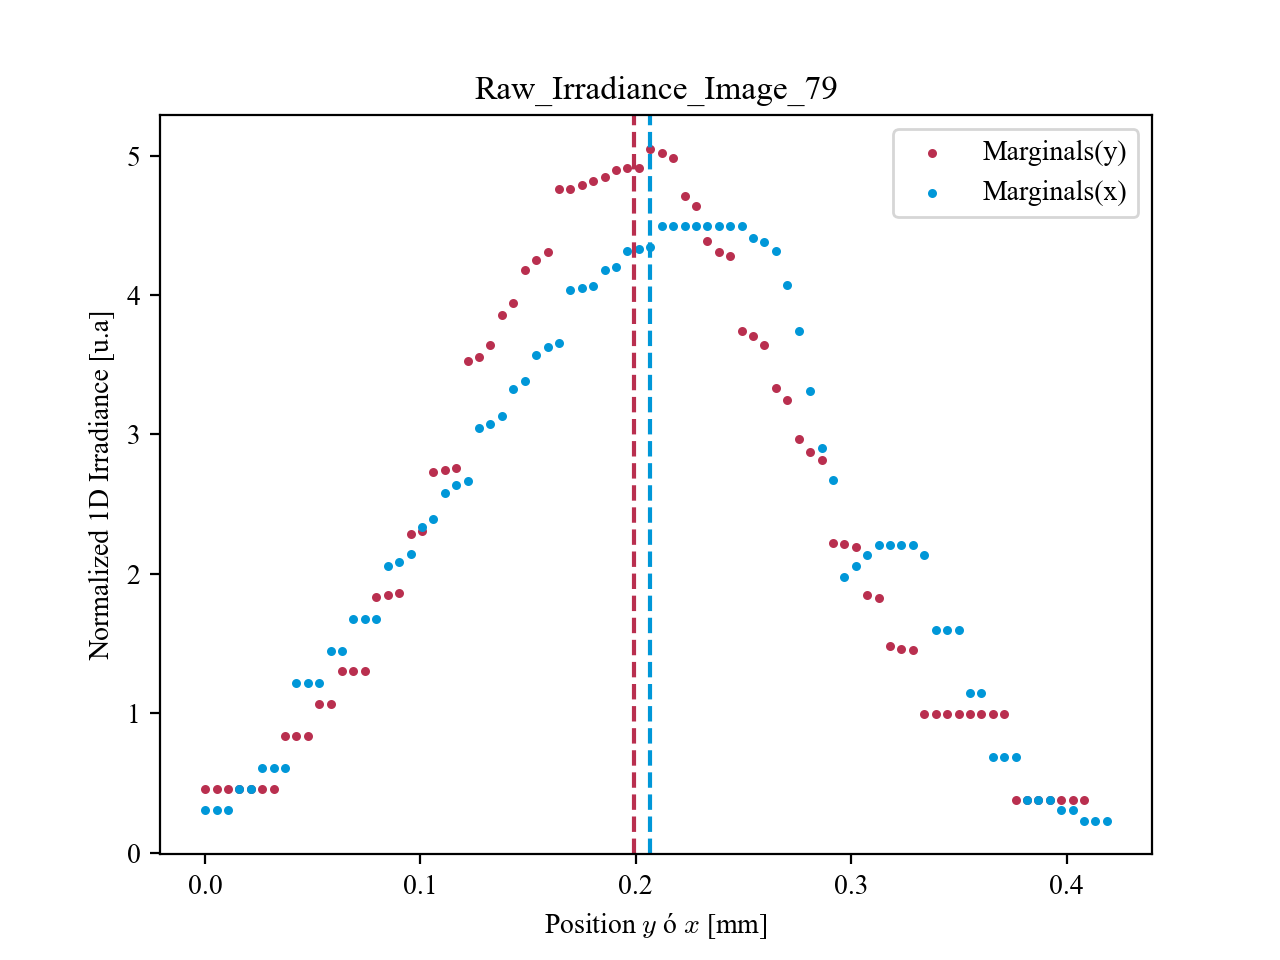 Raw_Irradiance_Image_79
Marginals(y)
Marginals(x)
Normalized 1D Irradiance [u.a]
5
4
3
2
1
0
0.0 0.1 0.2 0.3 0.4
Position y ó x [mm]